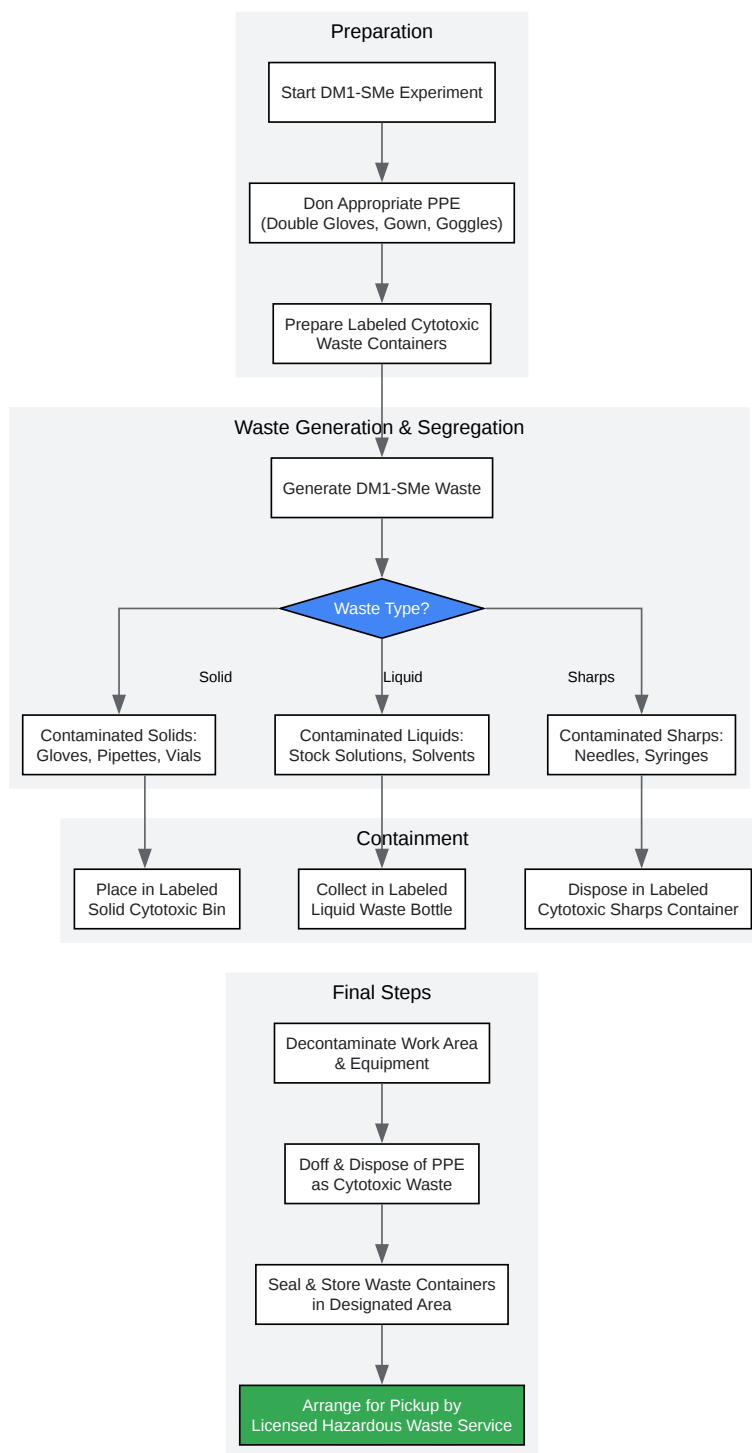 Preparation
Start DM1-SMe Experiment
Don Appropriate PPE
(Double Gloves, Gown, Goggles)
Prepare Labeled Cytotoxic
Waste Containers
Waste Generation & Segregation
Generate DM1-SMe Waste
Waste Type?
Solid
Liquid
Sharps
Contaminated Solids:
Gloves, Pipettes, Vials
Contaminated Liquids:
Stock Solutions, Solvents
Contaminated Sharps:
Needles, Syringes
Containment
Place in Labeled
Solid Cytotoxic Bin
Collect in Labeled
Liquid Waste Bottle
Dispose in Labeled
Cytotoxic Sharps Container
Final Steps
Decontaminate Work Area
& Equipment
Doff & Dispose of PPE
as Cytotoxic Waste
Seal & Store Waste Containers
in Designated Area
Arrange for Pickup by
Licensed Hazardous Waste Service